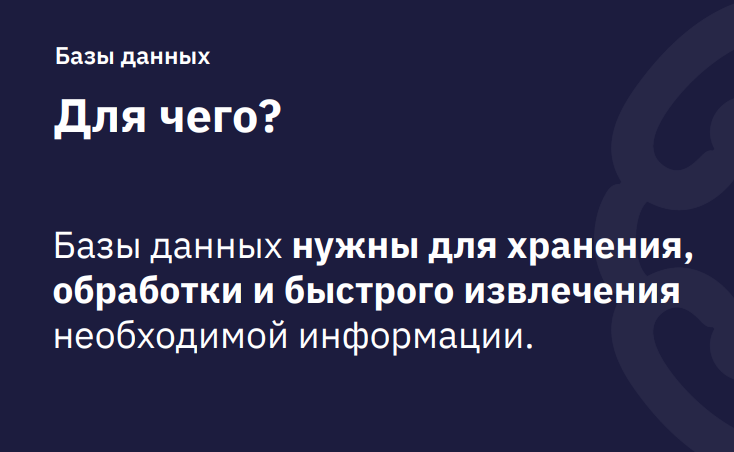 Базы данных
Для чего?
Базы данных нужны для хранения,
обработки и быстрого извлечения
необходимой информации.